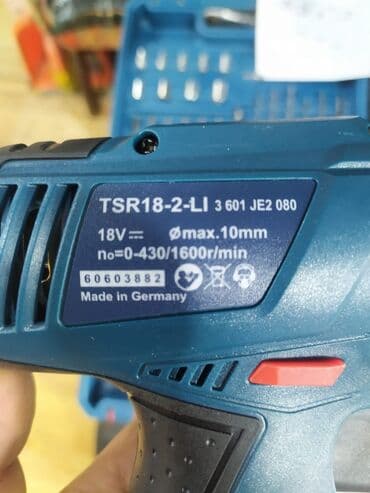 TSR18-2-LI 3 601 JE2 080
18V⎓ Ømax.10mm
n₀=0-430/1600r/min
60603882
Made in Germany